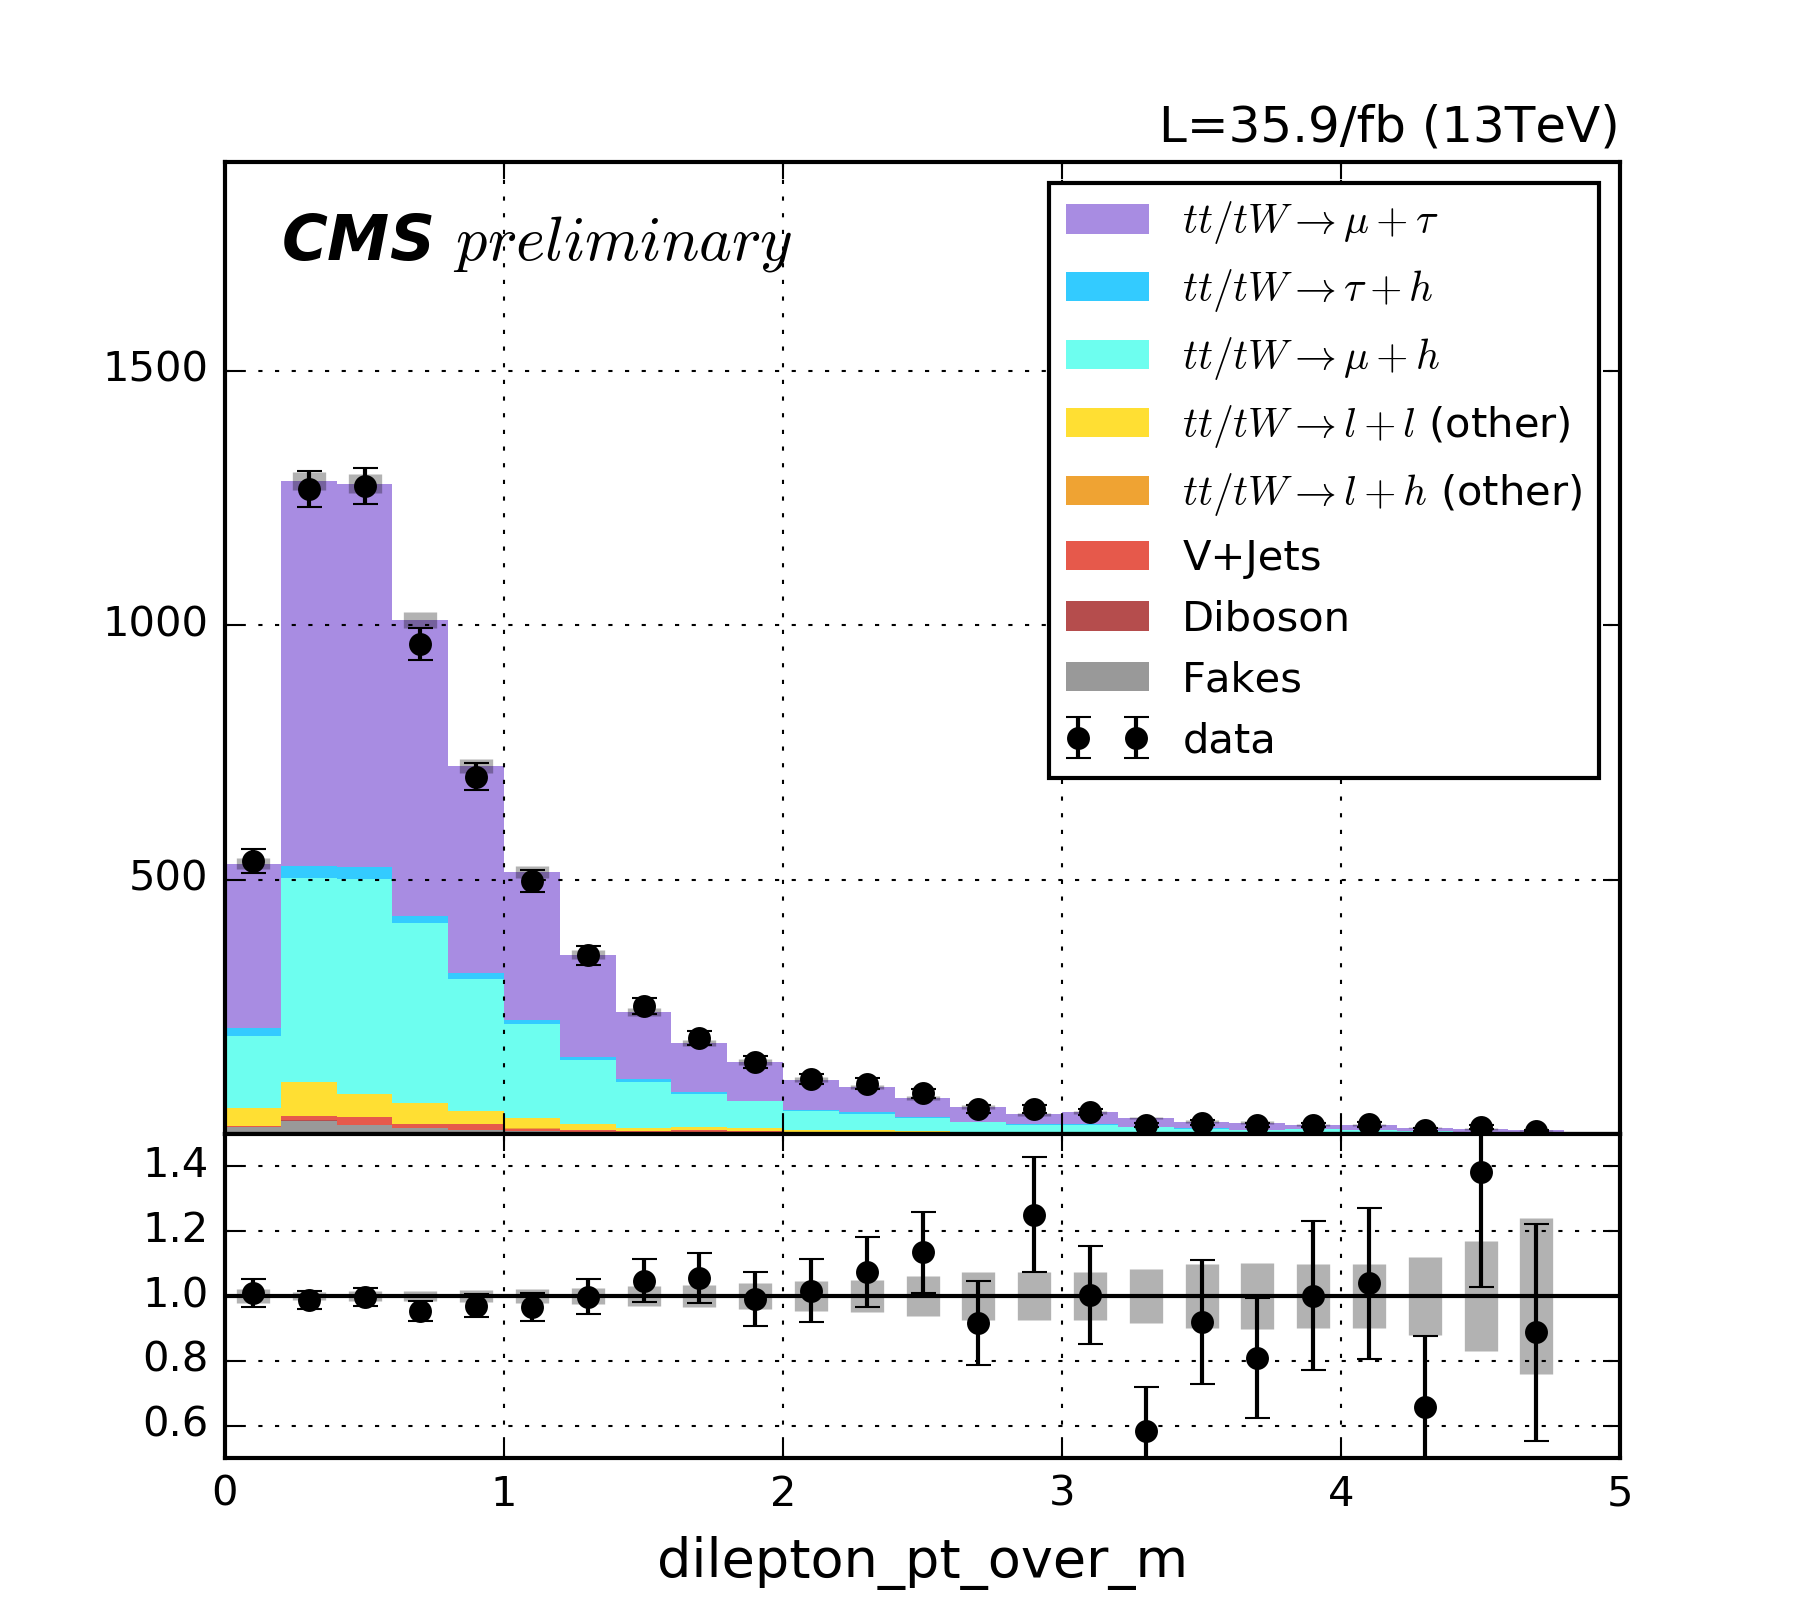 L=35.9/fb (13TeV)
CMS preliminary
tt/tW → μ + τ
tt/tW → τ + h
tt/tW → μ + h
tt/tW → l + l (other)
tt/tW → l + h (other)
V+Jets
Diboson
Fakes
data
1500
1000
500
1.4
1.2
1.0
0.8
0.6
0 1 2 3 4 5
dilepton_pt_over_m